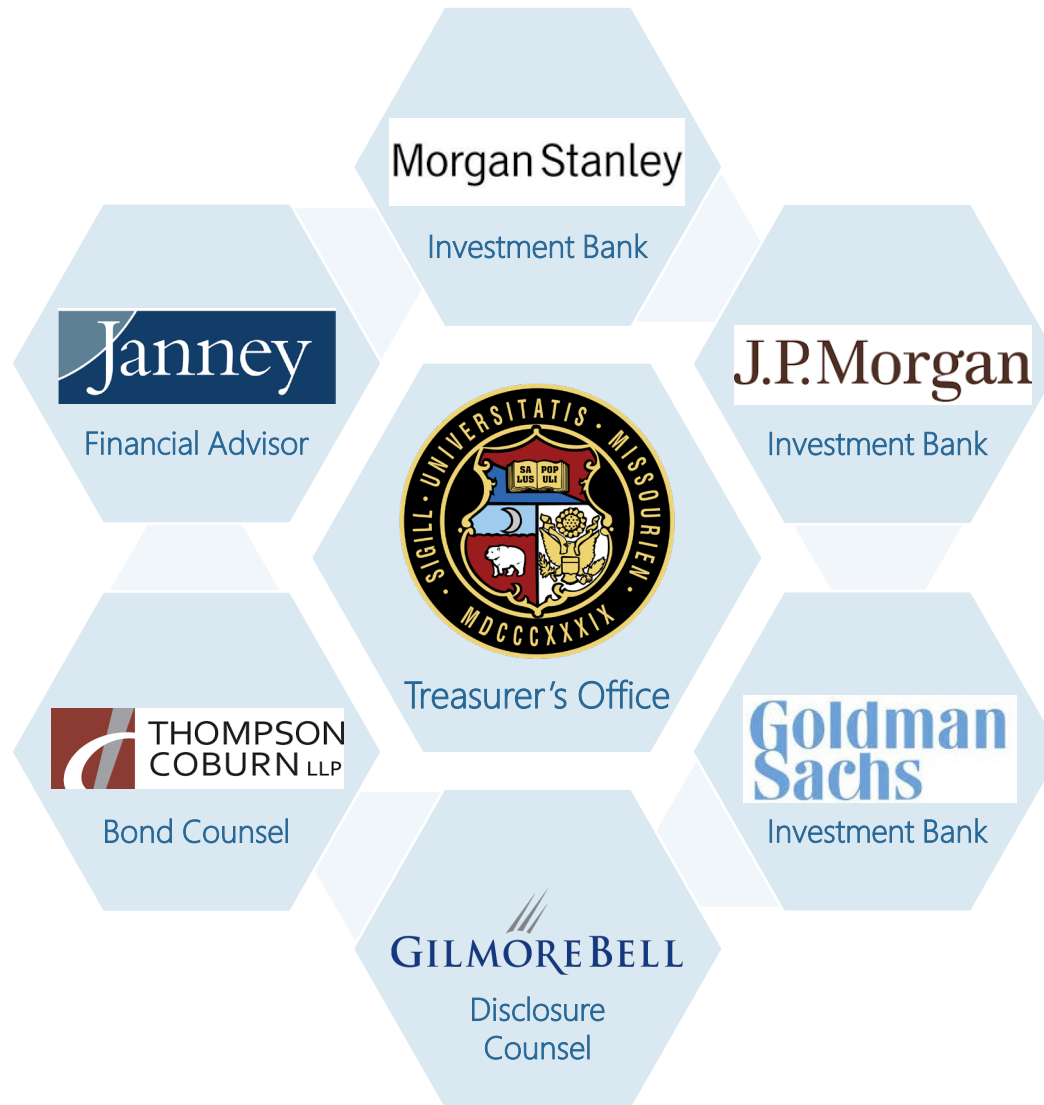 Morgan Stanley
Investment Bank
Janney
Financial Advisor
J.P.Morgan
Investment Bank
SIGILL · UNIVERSITATIS · MISSOURIEN · MDCCCXXXIX ·
SA POP
LUS ULI
Treasurer's Office
THOMPSON
COBURN LLP
Bond Counsel
Goldman
Sachs
Investment Bank
GILMOREBELL
Disclosure
Counsel